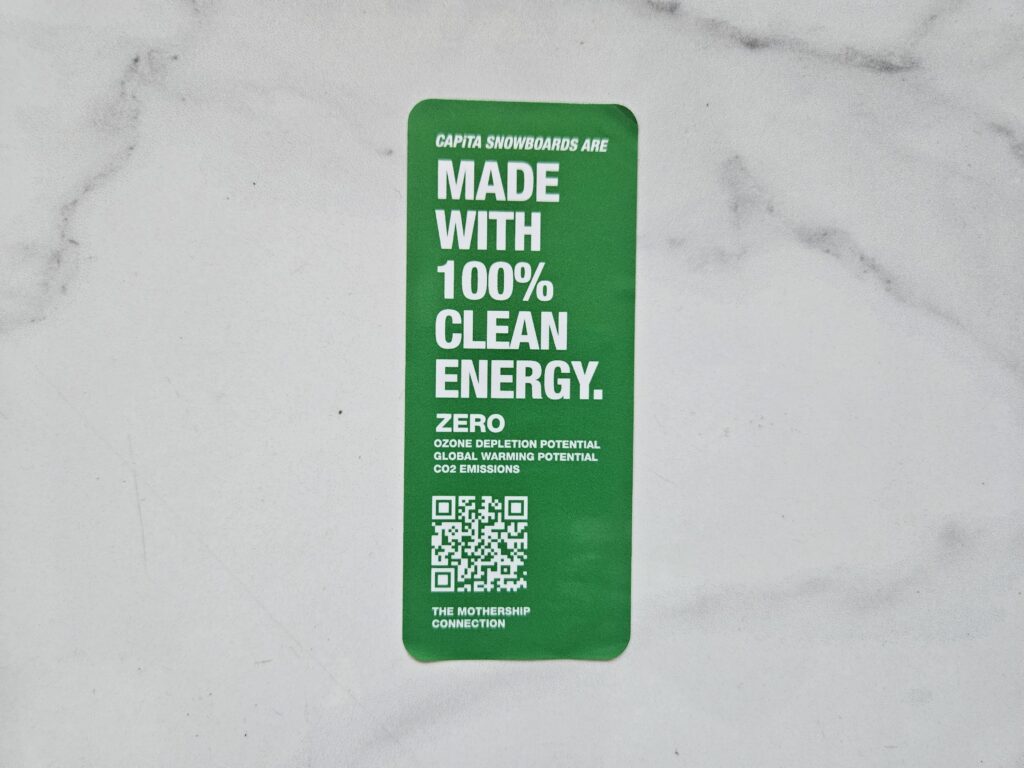 CAPiTA SNOWBOARDS ARE
MADE
WITH
100%
CLEAN
ENERGY.
ZERO
OZONE DEPLETION POTENTIAL
GLOBAL WARMING POTENTIAL
CO2 EMISSIONS
THE MOTHERSHIP
CONNECTION